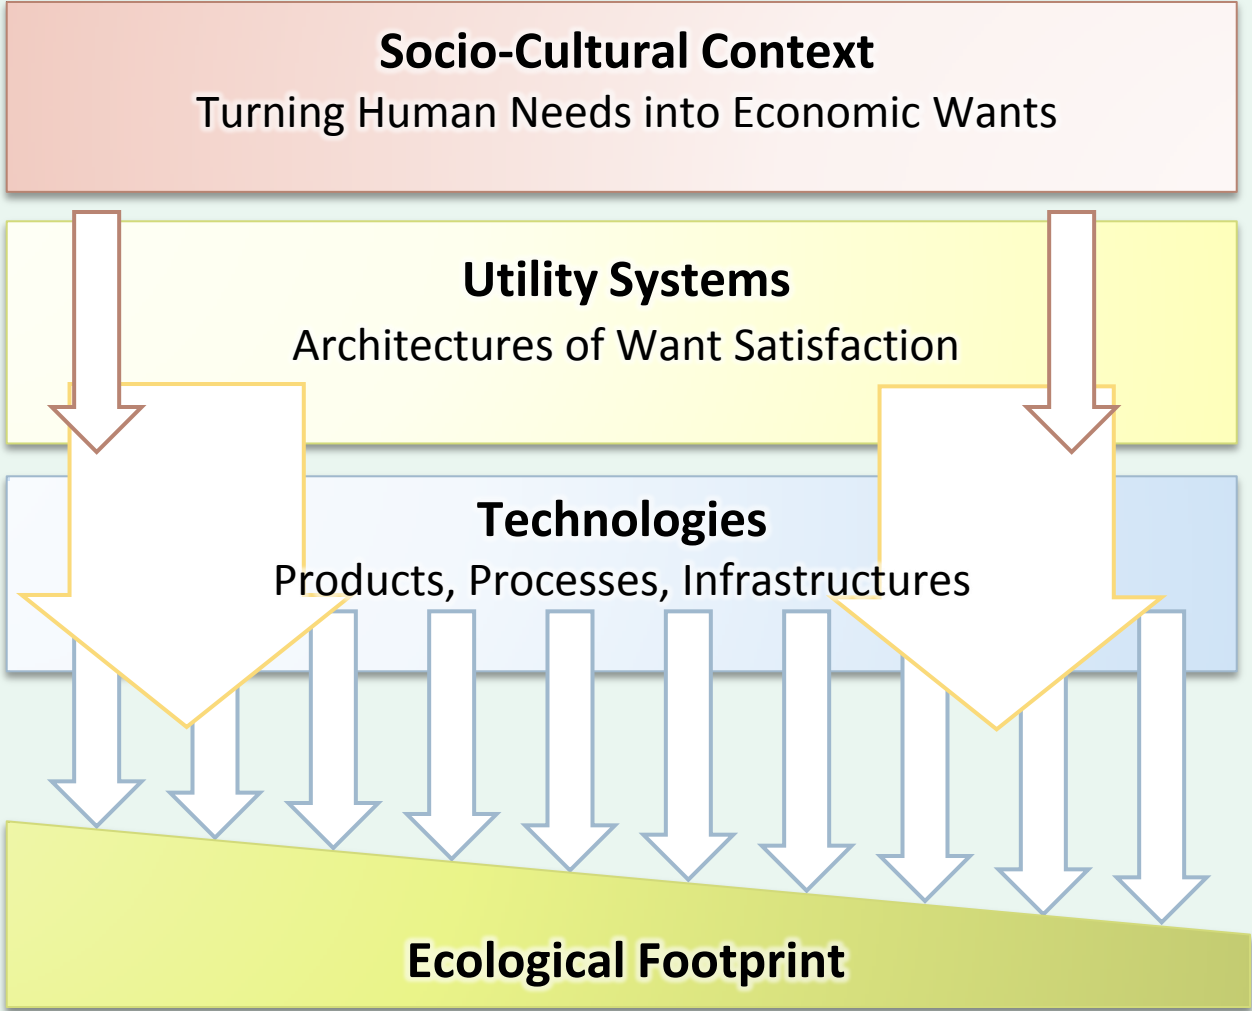 Socio-Cultural Context
Turning Human Needs into Economic Wants
Utility Systems
Architectures of Want Satisfaction
Technologies
Products, Processes, Infrastructures
Ecological Footprint